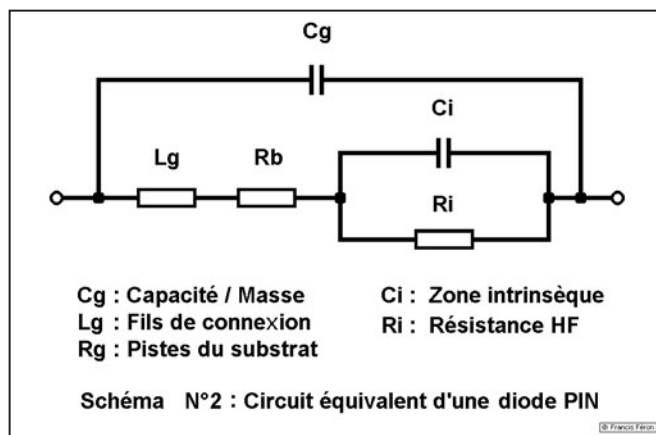 Cg
Ci
Lg
Rb
Ri
Cg : Capacité / Masse
Lg : Fils de connexion
Rg : Pistes du substrat
Ci : Zone intrinsèque
Ri : Résistance HF
Schéma N°2 : Circuit équivalent d'une diode PIN
© Francis Féron